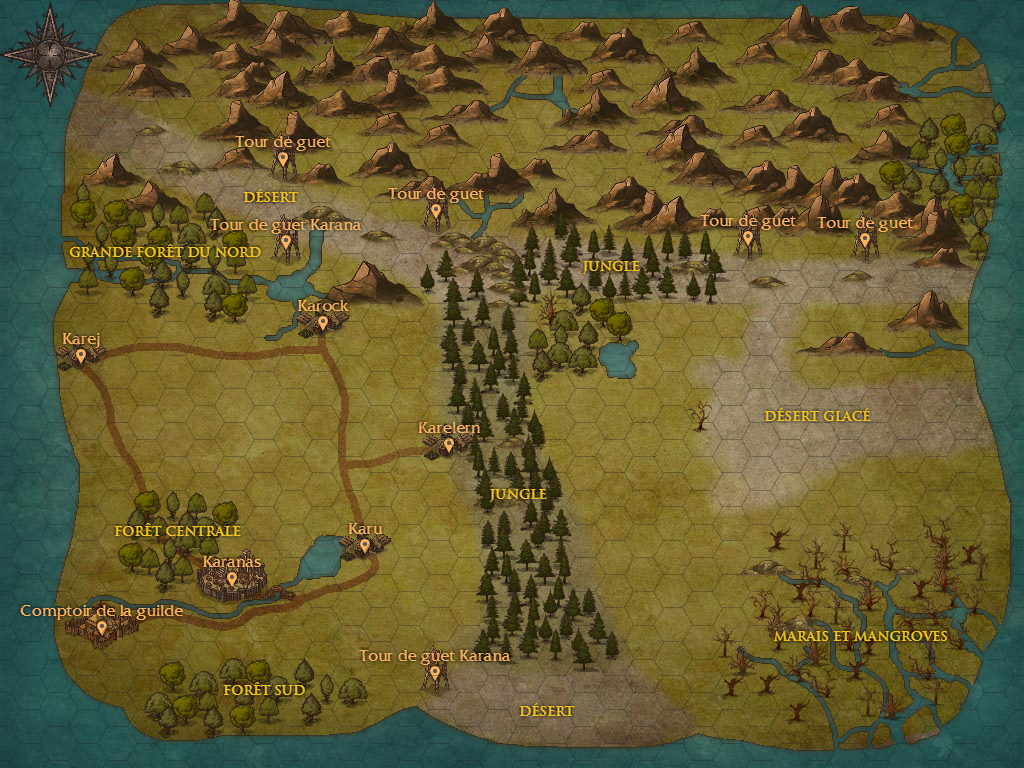 Tour de guet
DÉSERT
Tour de guet
Tour de guet Karana
Tour de guet
Tour de guet
GRANDE FORÊT DU NORD
JUNGLE
Karock
Karej
DÉSERT GLACÉ
Karelern
JUNGLE
FORÊT CENTRALE
Karu
Karanas
Comptoir de la guilde
MARAIS ET MANGROVES
Tour de guet Karana
FORÊT SUD
DÉSERT